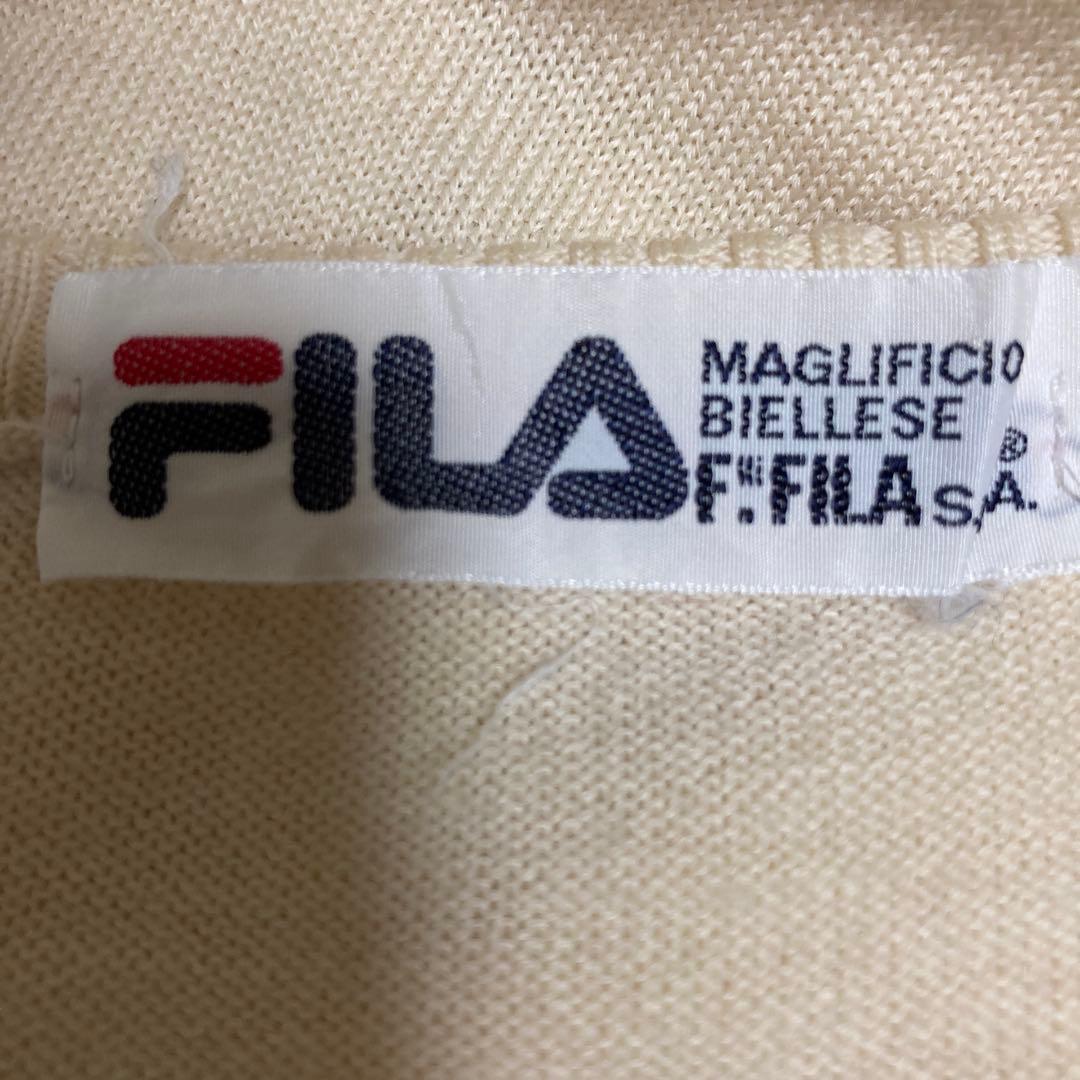 FILA
MAGLIFICIO
BIELLESE
F.lli FILA S.A.
®